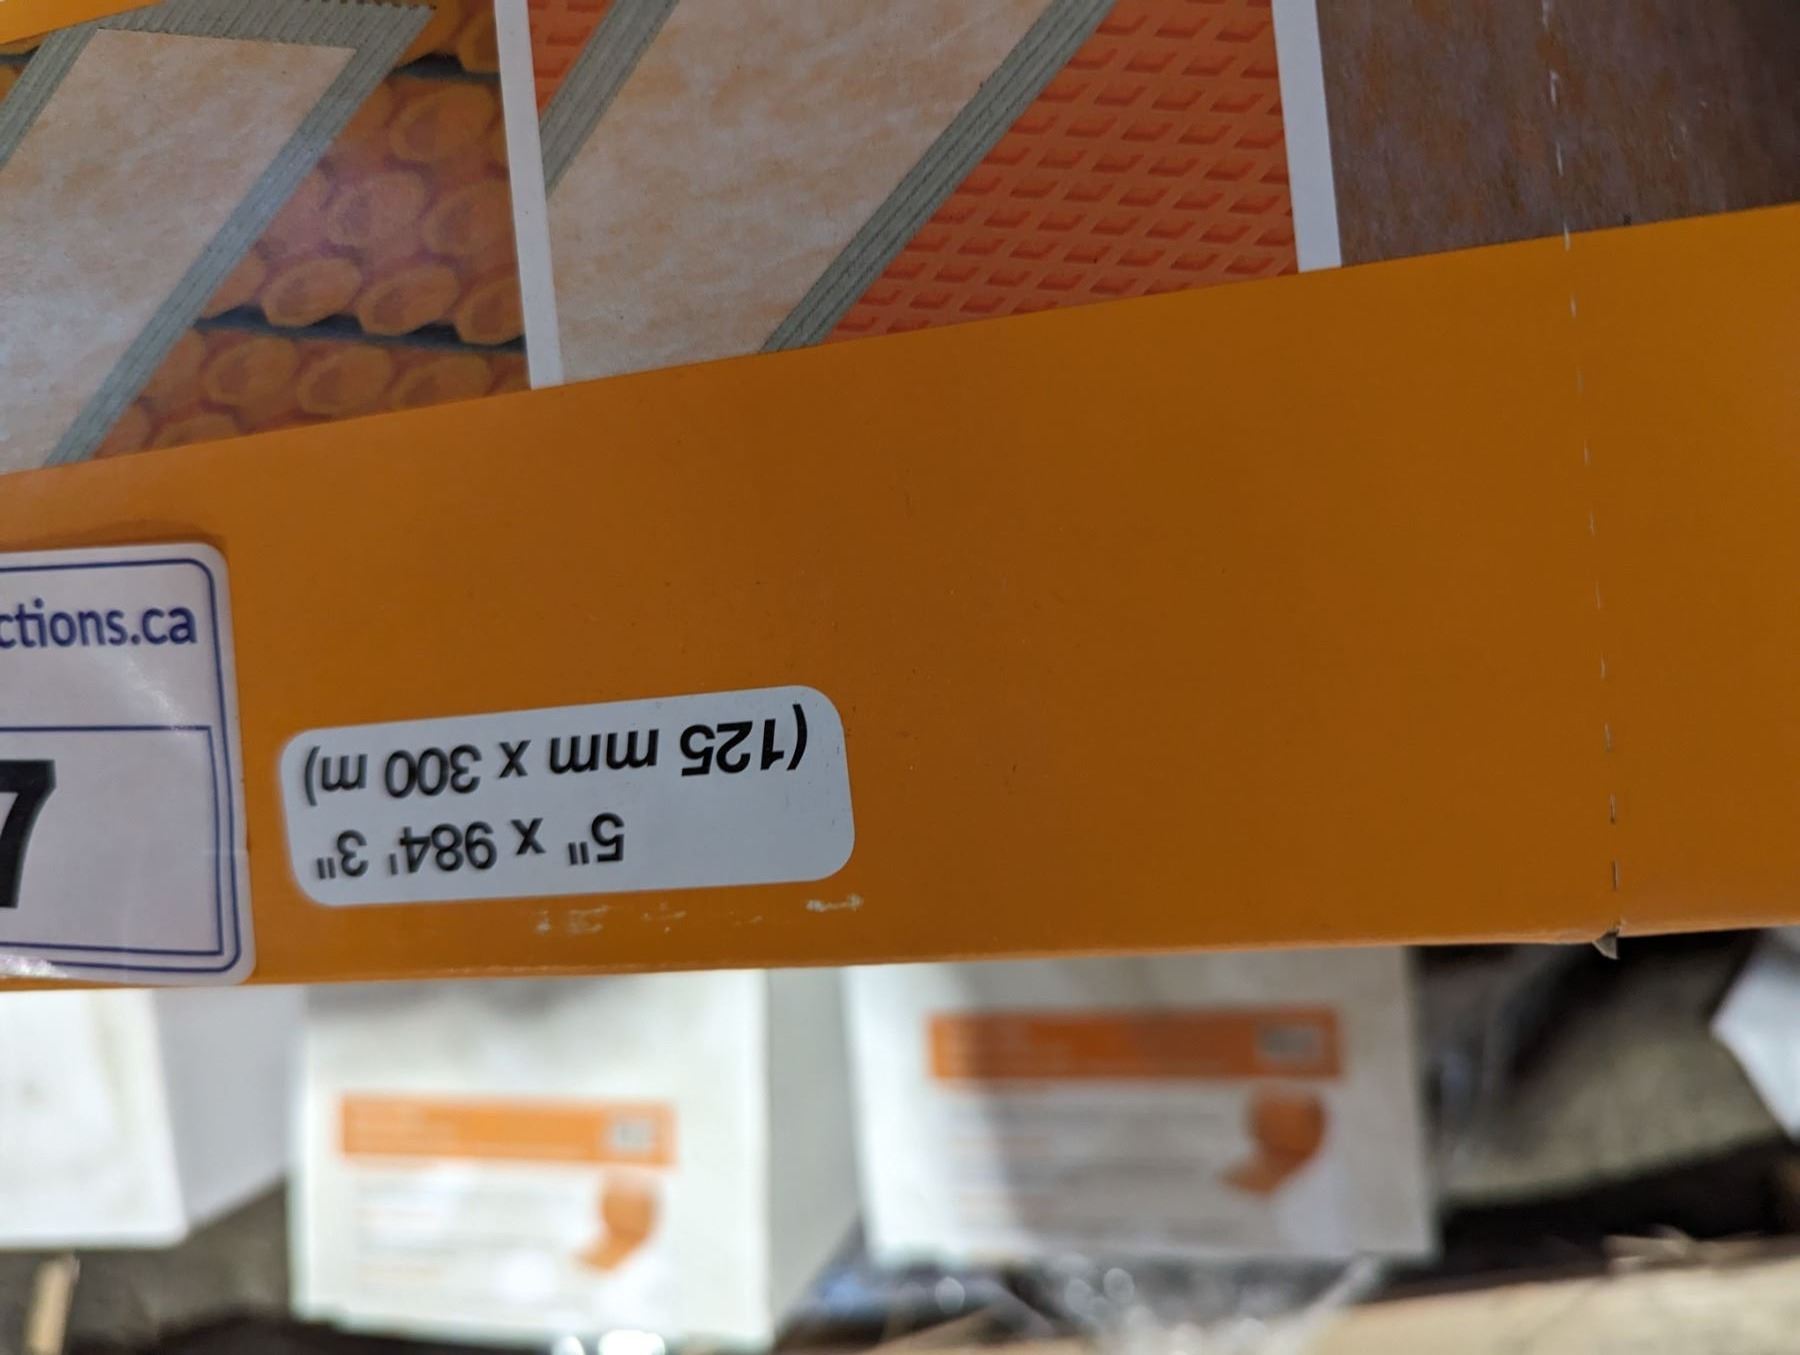 ctions.ca
7
5" x 984' 3"
(125 mm x 300 m)